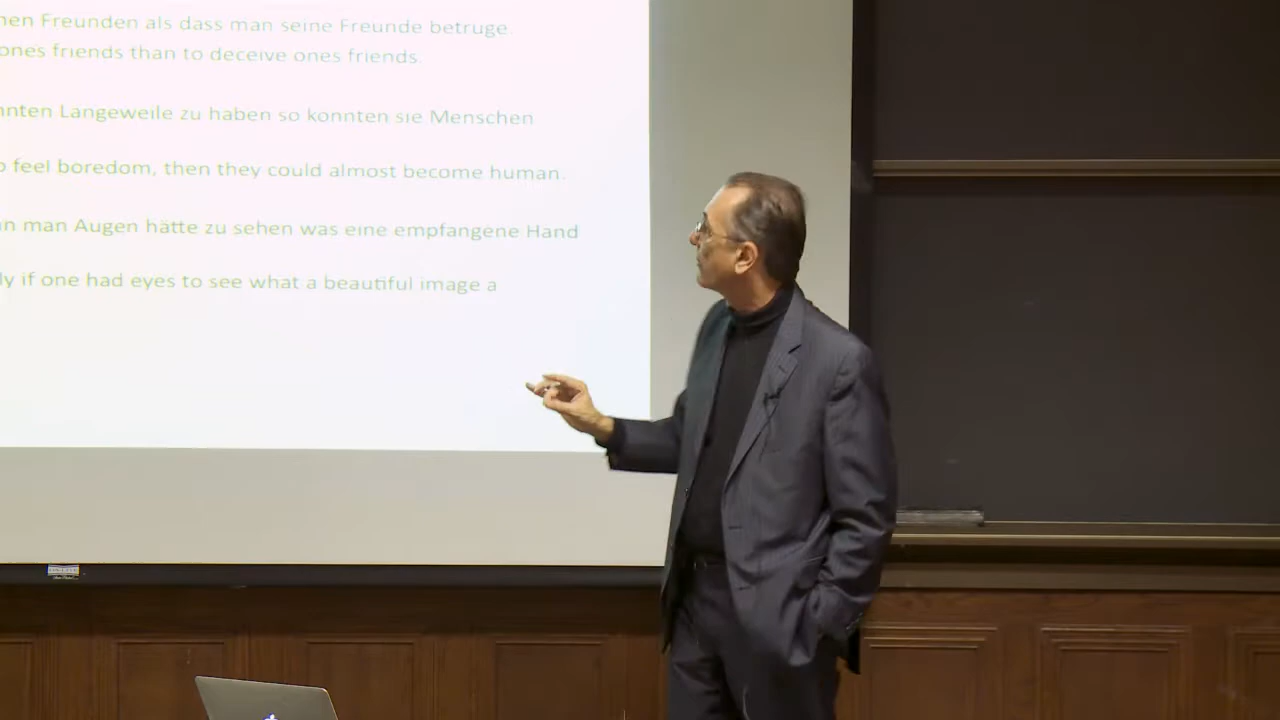 nen Freunden als dass man seine Freunde betruge
ones friends than to deceive ones friends.
nnten Langeweile zu haben so konnten sie Menschen
o feel boredom, then they could almost become human.
nn man Augen hätte zu sehen was eine empfangene Hand
ly if one had eyes to see what a beautiful image a